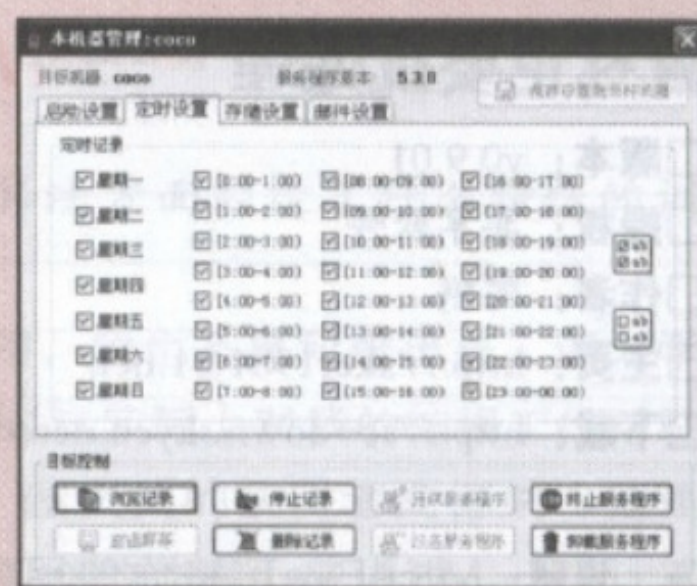 本机器管理:coco
目标机器 coco 服务程序版本 5.3.0
启动设置 定时设置 存储设置 邮件设置
定时记录
星期一 [0:00-1:00) [08:00-09:00) [16:00-17:00)
星期二 [1:00-2:00) [09:00-10:00) [17:00-18:00)
星期三 [2:00-3:00) [10:00-11:00) [18:00-19:00)
星期四 [3:00-4:00) [11:00-12:00) [19:00-20:00)
星期五 [4:00-5:00) [12:00-13:00) [20:00-21:00)
星期六 [5:00-6:00) [13:00-14:00) [21:00-22:00)
星期日 [6:00-7:00) [14:00-15:00) [22:00-23:00)
[7:00-8:00) [15:00-16:00) [23:00-00:00)
ab
ab
ab
ab
目标控制
浏览记录 停止记录 终止服务程序
删除记录 卸载服务程序